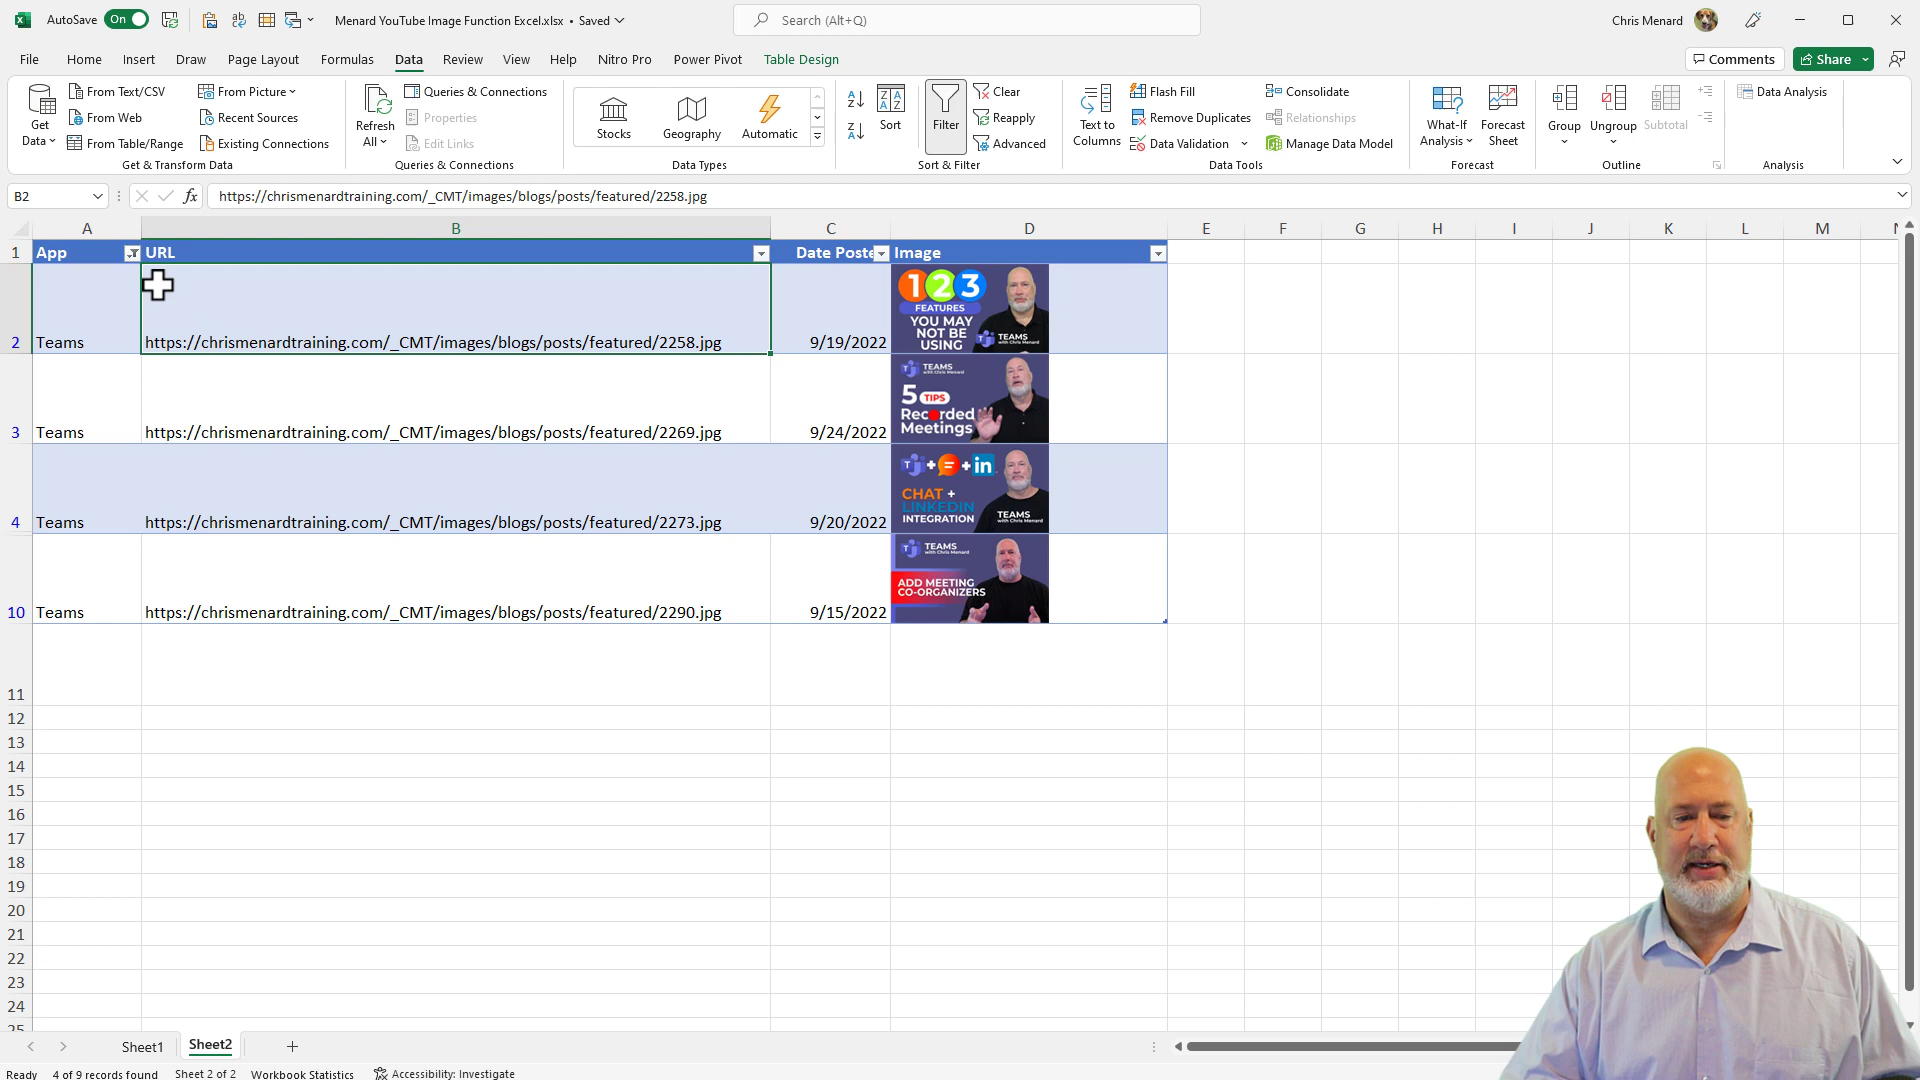 AutoSave On Menard YouTube Image Function Excel.xlsx • Saved Search (Alt+Q) Chris Menard
File Home Insert Draw Page Layout Formulas Data Review View Help Nitro Pro Power Pivot Table Design Comments Share
Get Data From Text/CSV From Web From Table/Range From Picture Recent Sources Existing Connections
Get & Transform Data
Refresh All Queries & Connections Properties Edit Links
Queries & Connections
Stocks Geography Automatic
Data Types
Sort Filter Clear Reapply Advanced
Sort & Filter
Text to Columns Flash Fill Remove Duplicates Data Validation Consolidate Relationships Manage Data Model
Data Tools
What-If Analysis Forecast Sheet
Forecast
Group Ungroup Subtotal
Outline
Data Analysis
Analysis
B2 fx https://chrismenardtraining.com/_CMT/images/blogs/posts/featured/2258.jpg
A B C D E F G H I J K L M
1 App URL Date Poste Image
2 Teams https://chrismenardtraining.com/_CMT/images/blogs/posts/featured/2258.jpg 9/19/2022
1 2 3
FEATURES
YOU MAY
NOT BE
USING
TEAMS
with Chris Menard
3 Teams https://chrismenardtraining.com/_CMT/images/blogs/posts/featured/2269.jpg 9/24/2022
TEAMS
with Chris Menard
5 TIPS
Recorded
Meetings
4 Teams https://chrismenardtraining.com/_CMT/images/blogs/posts/featured/2273.jpg 9/20/2022
T + + in
CHAT +
LINKEDIN
INTEGRATION
TEAMS
with Chris Menard
10 Teams https://chrismenardtraining.com/_CMT/images/blogs/posts/featured/2290.jpg 9/15/2022
TEAMS
with Chris Menard
ADD MEETING
CO-ORGANIZERS
11
12
13
14
15
16
17
18
19
20
21
22
23
24
25
Sheet1 Sheet2
Ready 4 of 9 records found Sheet 2 of 2 Workbook Statistics Accessibility: Investigate